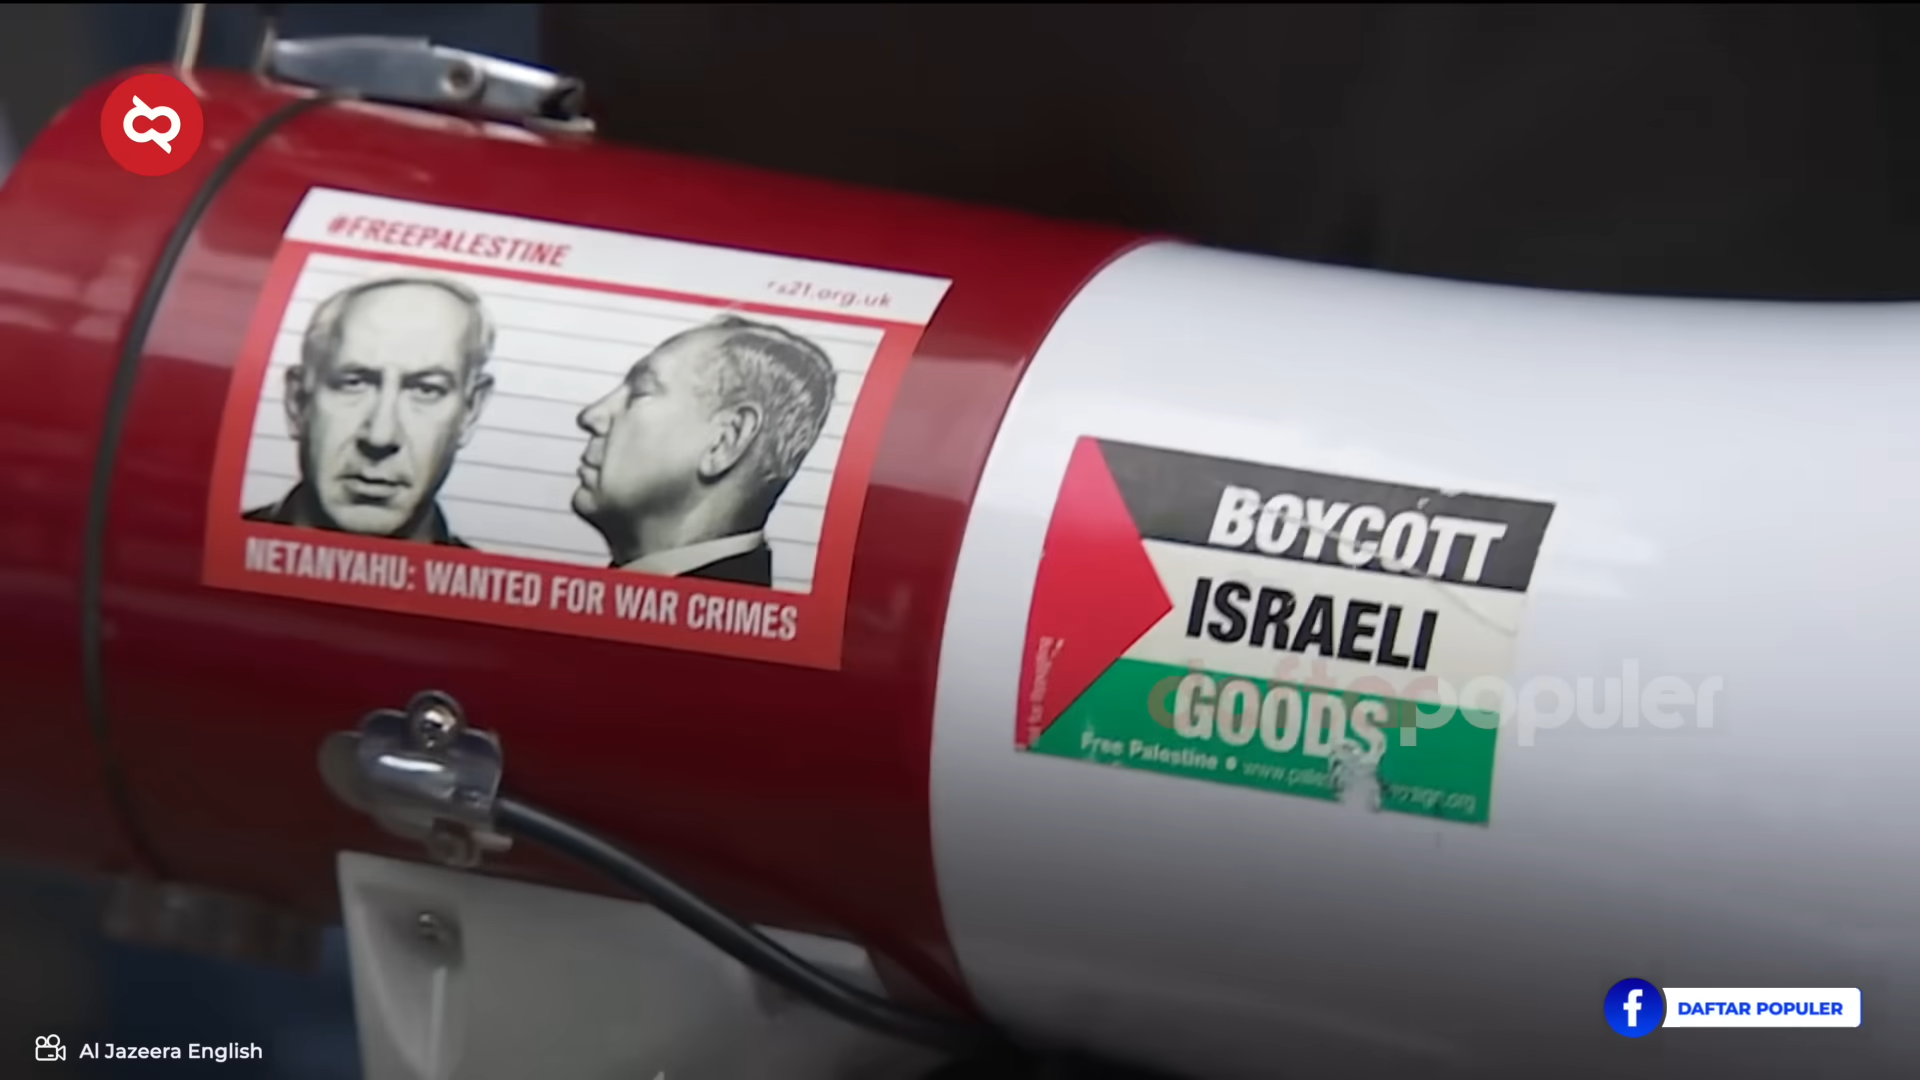 #FREEPALESTINE
rs21.org.uk
NETANYAHU: WANTED FOR WAR CRIMES
BOYCOTT
ISRAELI
GOODS
Free Palestine •
daftarpopuler
Al Jazeera English
DAFTAR POPULER